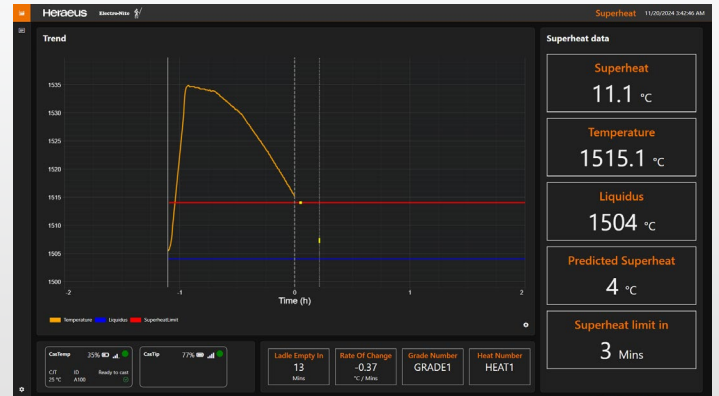 Heraeus Electro-Nite
Superheat 11/20/2024 3:42:46 AM
Trend
1535
1530
1525
1520
1515
1510
1505
1500
-2 -1 0 1 2
Time (h)
Temperature Liquidus SuperheatLimit
Superheat data
Superheat
11.1 °C
Temperature
1515.1 °C
Liquidus
1504 °C
Predicted Superheat
4 °C
Superheat limit in
3 Mins
CasTemp 35%
CJT ID Ready to cast
25 °C A100
CasTip 77%
Ladle Empty In
13
Mins
Rate Of Change
-0.37
°C / Mins
Grade Number
GRADE1
Heat Number
HEAT1